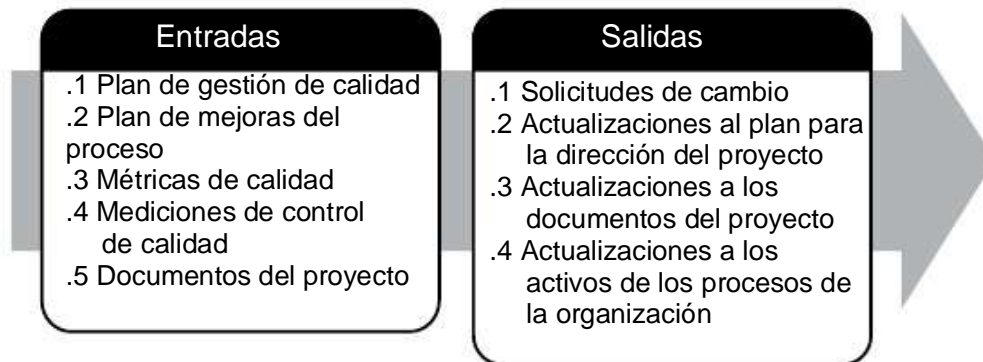 Entradas
.1 Plan de gestión de calidad
.2 Plan de mejoras del
proceso
.3 Métricas de calidad
.4 Mediciones de control
de calidad
.5 Documentos del proyecto
Salidas
.1 Solicitudes de cambio
.2 Actualizaciones al plan para
la dirección del proyecto
.3 Actualizaciones a los
documentos del proyecto
.4 Actualizaciones a los
activos de los procesos de
la organización